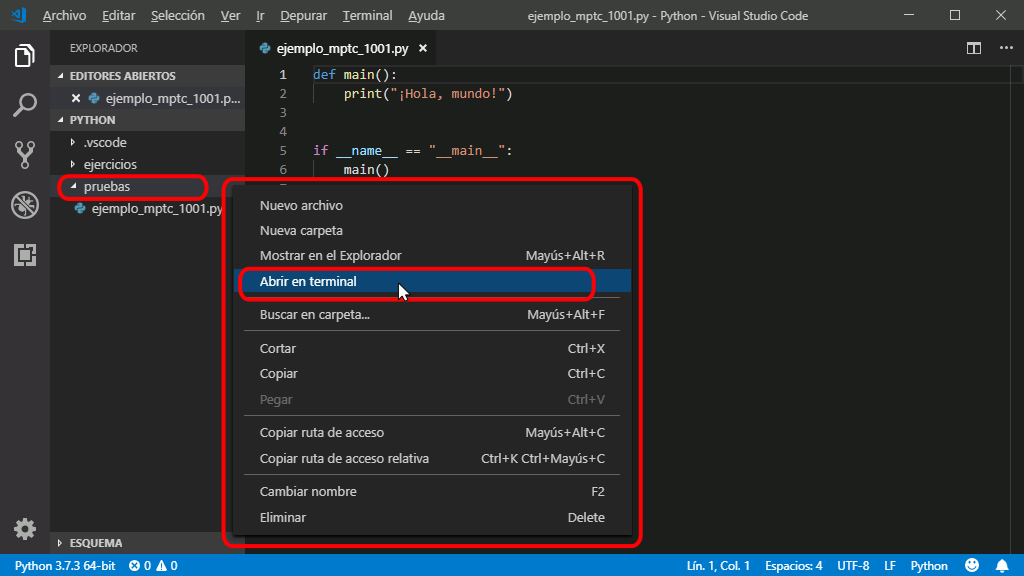 Archivo Editar Selección Ver Ir Depurar Terminal Ayuda ejemplo_mptc_1001.py - Python - Visual Studio Code
EXPLORADOR
EDITORES ABIERTOS
ejemplo_mptc_1001.p...
PYTHON
.vscode
ejercicios
pruebas
ejemplo_mptc_1001.py
ESQUEMA
ejemplo_mptc_1001.py
1 def main():
2 print("¡Hola, mundo!")
3
4
5 if __name__ == "__main__":
6 main()
Nuevo archivo
Nueva carpeta
Mostrar en el Explorador Mayús+Alt+R
Abrir en terminal
Buscar en carpeta... Mayús+Alt+F
Cortar Ctrl+X
Copiar Ctrl+C
Pegar Ctrl+V
Copiar ruta de acceso Mayús+Alt+C
Copiar ruta de acceso relativa Ctrl+K Ctrl+Mayús+C
Cambiar nombre F2
Eliminar Delete
Python 3.7.3 64-bit 0 0 Lín. 1, Col. 1 Espacios: 4 UTF-8 LF Python